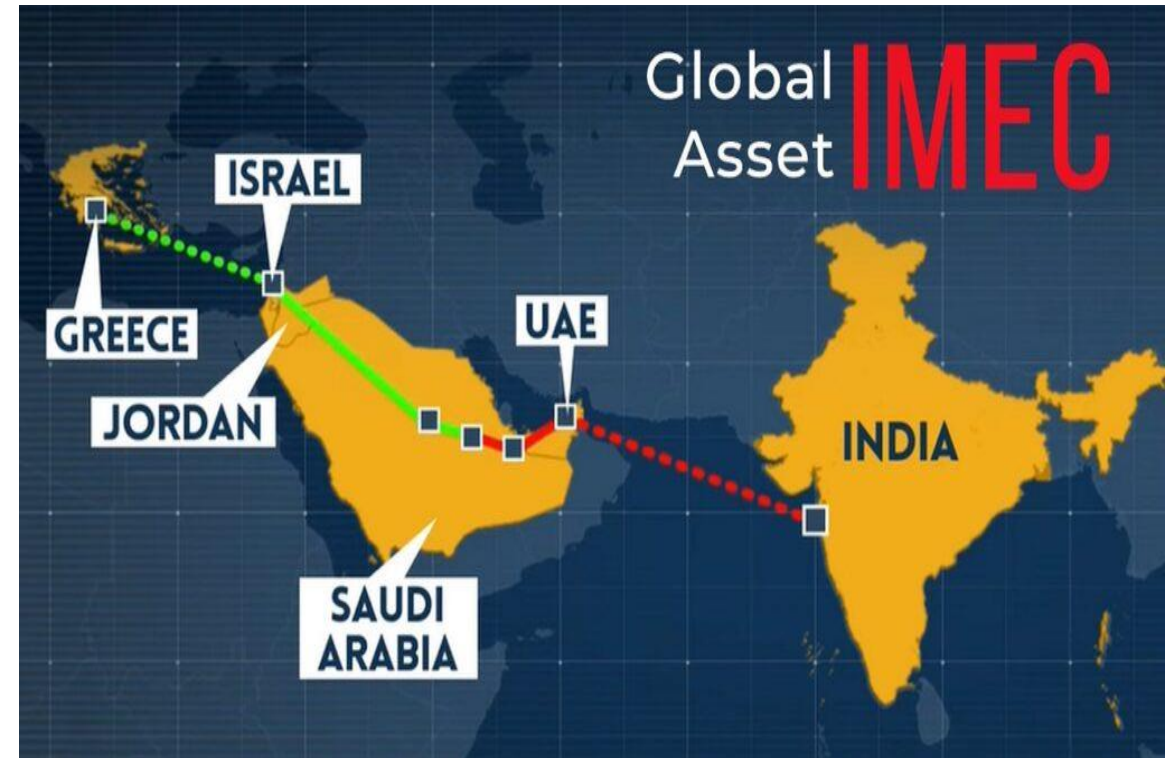 Global
Asset
IMEC
ISRAEL
GREECE
JORDAN
UAE
INDIA
SAUDI
ARABIA